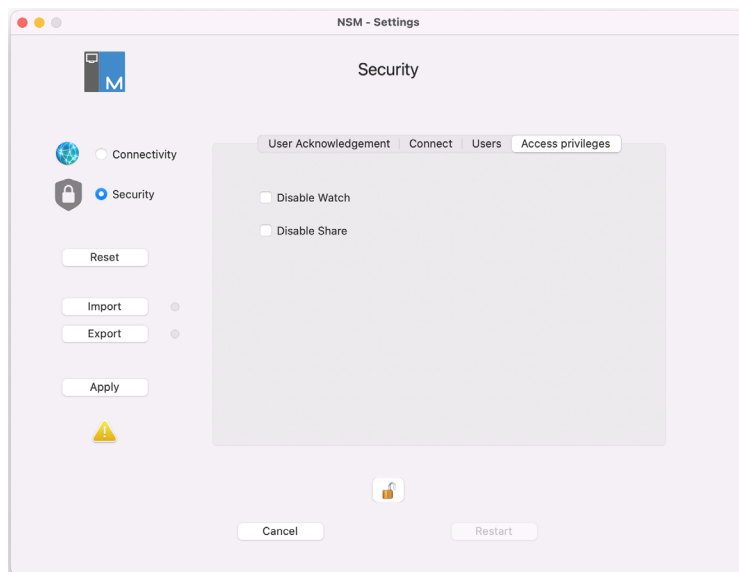 NSM - Settings
M
Security
User Acknowledgement Connect Users Access privileges
Connectivity
Security
Disable Watch
Disable Share
Reset
Import
Export
Apply
Cancel Restart